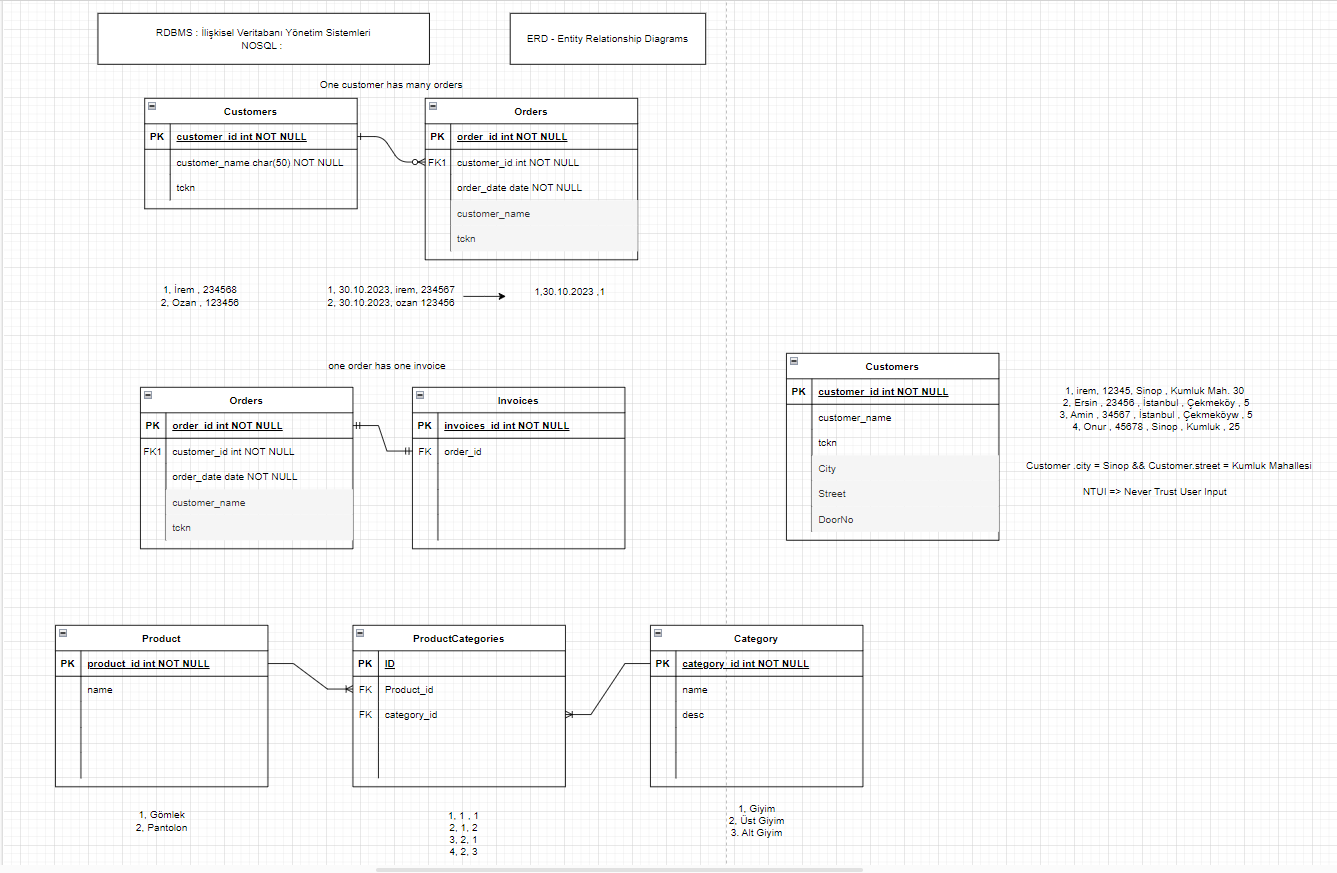 RDBMS : İlişkisel Veritabanı Yönetim Sistemleri
NOSQL :
ERD - Entity Relationship Diagrams
One customer has many orders
Customers
PK customer_id int NOT NULL
customer_name char(50) NOT NULL
tckn
Orders
PK order_id int NOT NULL
FK1 customer_id int NOT NULL
order_date date NOT NULL
customer_name
tckn
1, İrem , 234568
2, Ozan , 123456
1, 30.10.2023, irem, 234567
2, 30.10.2023, ozan 123456
1,30.10.2023 ,1
one order has one invoice
Orders
PK order_id int NOT NULL
FK1 customer_id int NOT NULL
order_date date NOT NULL
customer_name
tckn
Invoices
PK invoices_id int NOT NULL
FK order_id
Customers
PK customer_id int NOT NULL
customer_name
tckn
City
Street
DoorNo
1, irem, 12345, Sinop , Kumluk Mah. 30
2, Ersin , 23456 , İstanbul , Çekmeköy , 5
3, Amin , 34567 , İstanbul , Çekmeköyw , 5
4, Onur , 45678 , Sinop , Kumluk , 25
Customer .city = Sinop && Customer.street = Kumluk Mahallesi
NTUI => Never Trust User Input
Product
PK product_id int NOT NULL
name
ProductCategories
PK ID
FK Product_id
FK category_id
Category
PK category_id int NOT NULL
name
desc
1, Gömlek
2, Pantolon
1, 1 , 1
2, 1, 2
3, 2, 1
4, 2, 3
1, Giyim
2, Üst Giyim
3. Alt Giyim